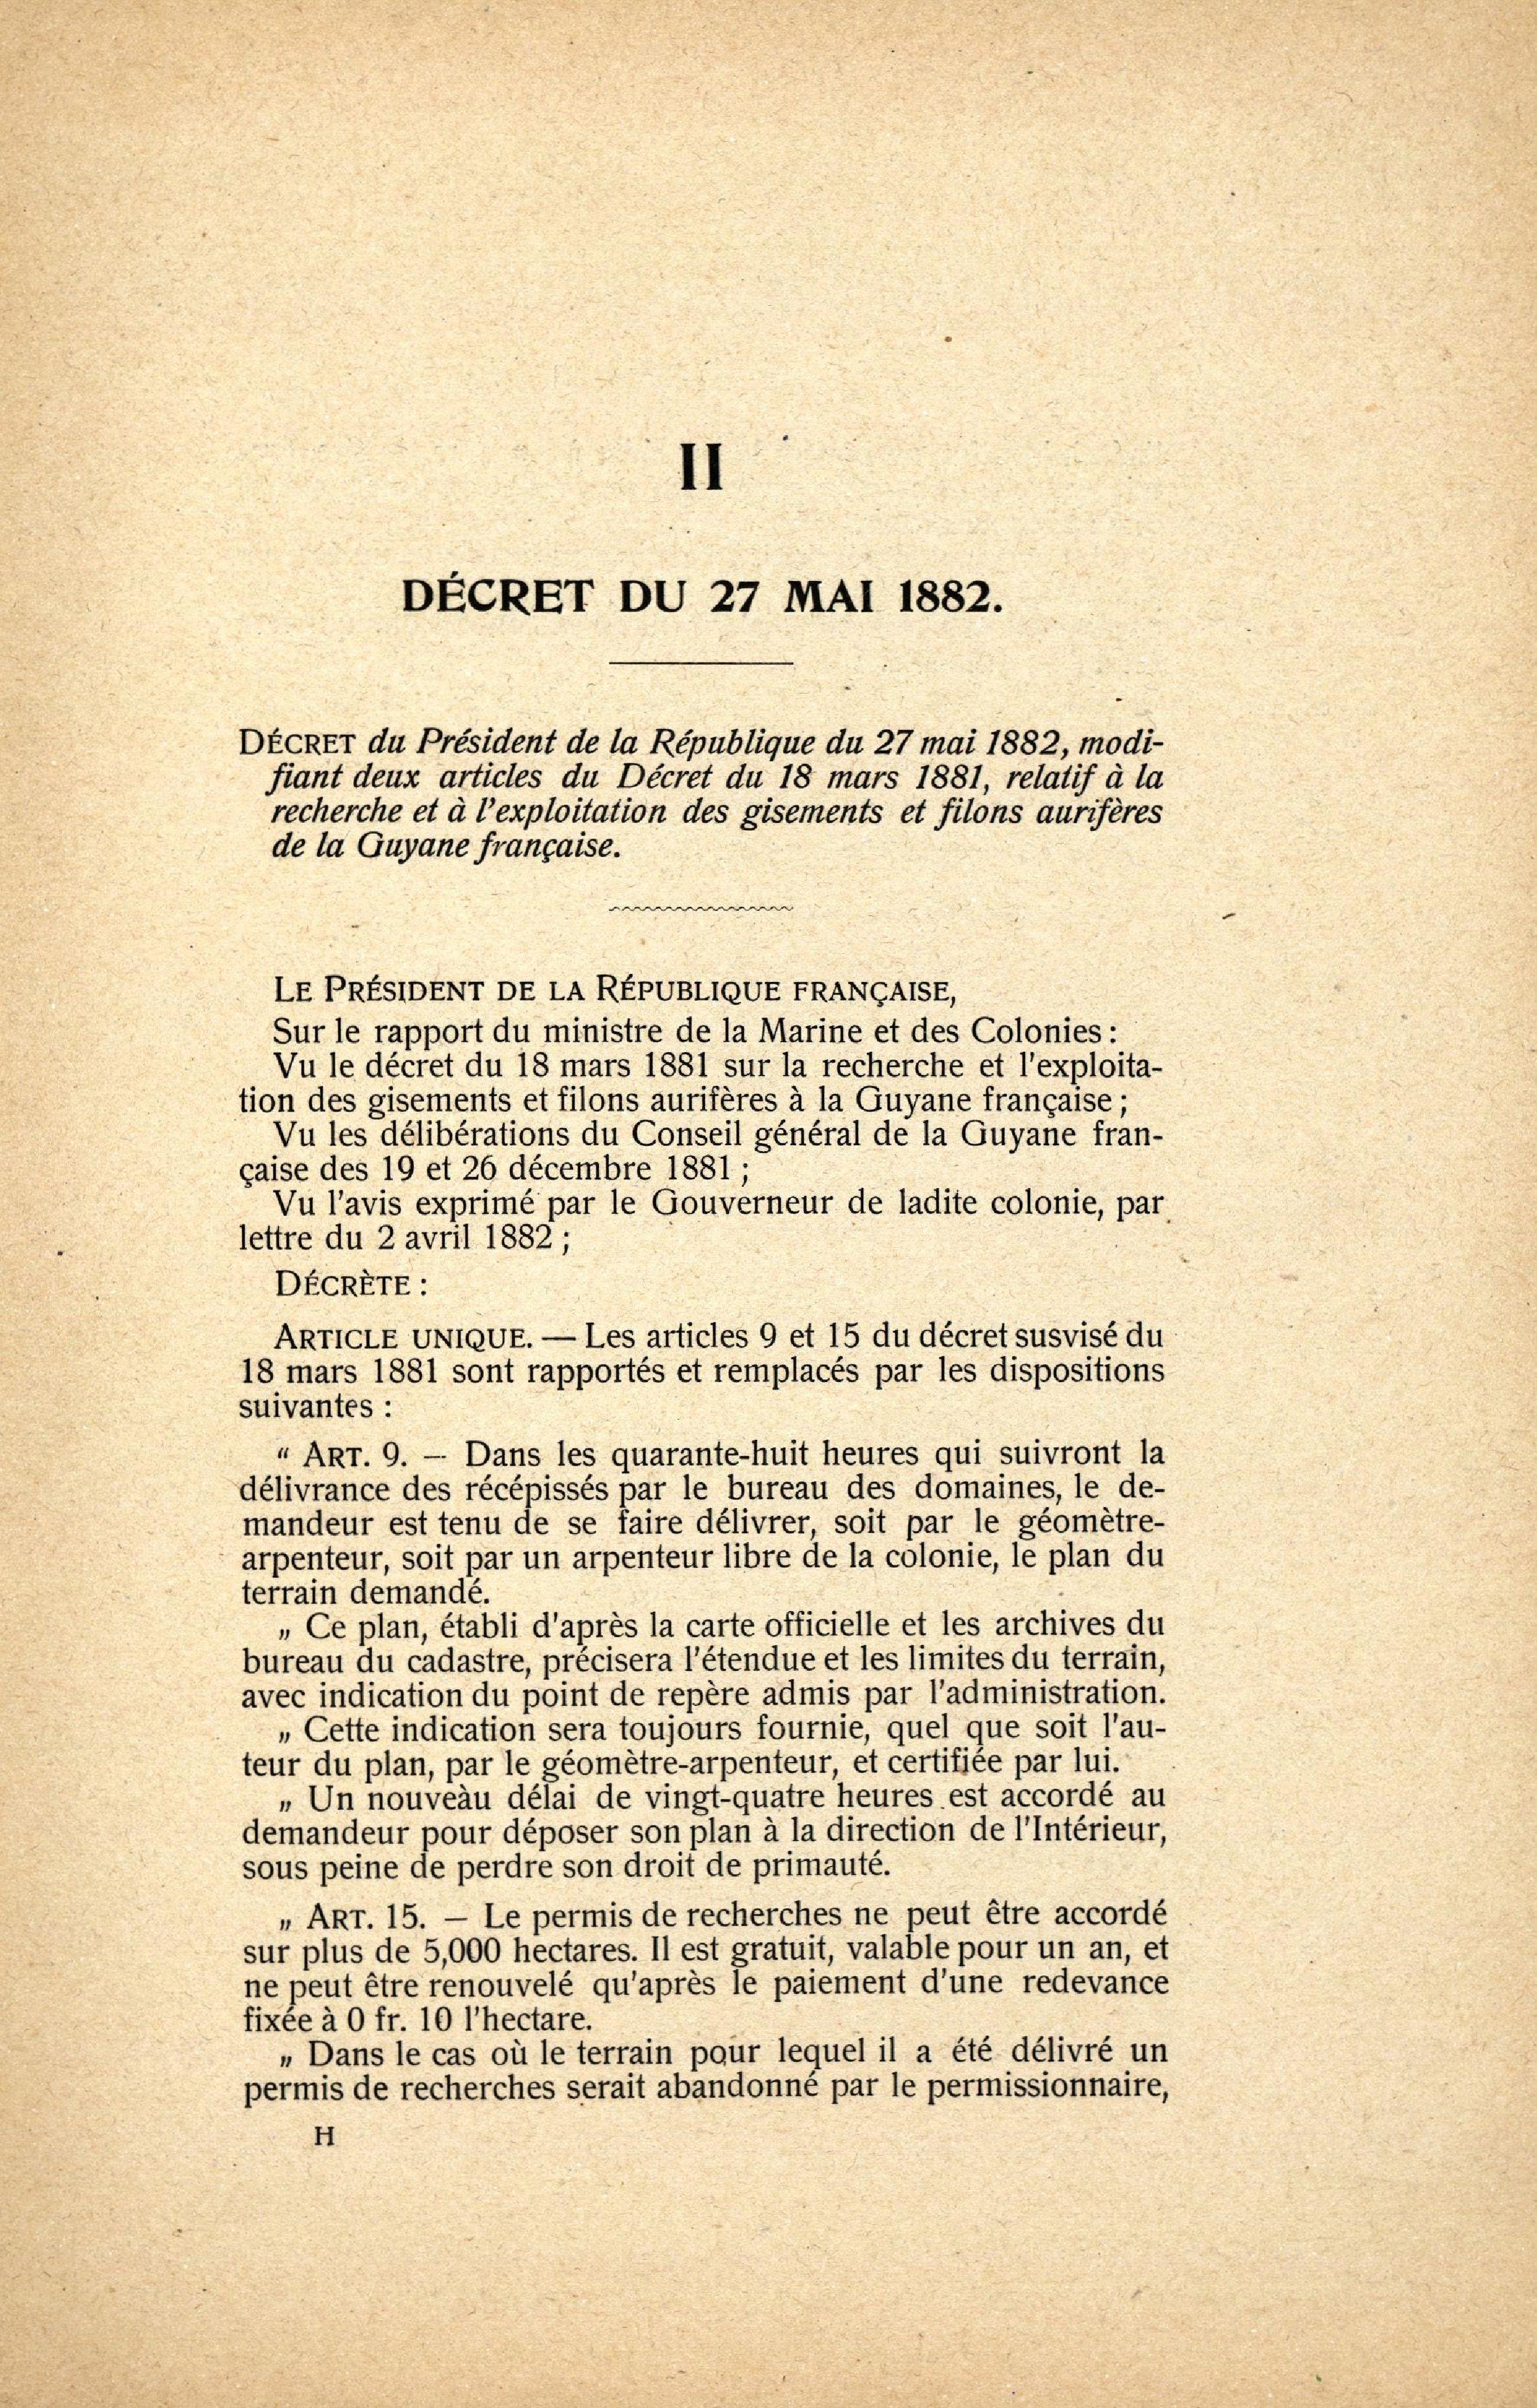 II
DÉCRET DU 27 MAI 1882.
DÉCRET du Président de la République du 27 mai 1882, modi-
fiant deux articles du Décret du 18 mars 1881, relatif à la
recherche et à l'exploitation des gisements et filons aurifères
de la Guyane française.
LE PRÉSIDENT DE LA RÉPUBLIQUE FRANÇAISE,
Sur le rapport du ministre de la Marine et des Colonies :
Vu le décret du 18 mars 1881 sur la recherche et l'exploita-
tion des gisements et filons aurifères à la Guyane française ;
Vu les délibérations du Conseil général de la Guyane fran-
çaise des 19 et 26 décembre 1881 ;
Vu l'avis exprimé par le Gouverneur de ladite colonie, par
lettre du 2 avril 1882 ;
DÉCRÈTE :
ARTICLE UNIQUE. — Les articles 9 et 15 du décret susvisé du
18 mars 1881 sont rapportés et remplacés par les dispositions
suivantes :
" ART. 9. — Dans les quarante-huit heures qui suivront la
délivrance des récépissés par le bureau des domaines, le de-
mandeur est tenu de se faire délivrer, soit par le géomètre-
arpenteur, soit par un arpenteur libre de la colonie, le plan du
terrain demandé.
„ Ce plan, établi d'après la carte officielle et les archives du
bureau du cadastre, précisera l'étendue et les limites du terrain,
avec indication du point de repère admis par l'administration.
„ Cette indication sera toujours fournie, quel que soit l'au-
teur du plan, par le géomètre-arpenteur, et certifiée par lui.
„ Un nouveàu délai de vingt-quatre heures est accordé au
demandeur pour déposer son plan à la direction de l'Intérieur,
sous peine de perdre son droit de primauté.
„ ART. 15. — Le permis de recherches ne peut être accordé
sur plus de 5,000 hectares. Il est gratuit, valable pour un an, et
ne peut être renouvelé qu'après le paiement d'une redevance
fixée à 0 fr. 10 l'hectare.
„ Dans le cas où le terrain pour lequel il a été délivré un
permis de recherches serait abandonné par le permissionnaire,
H